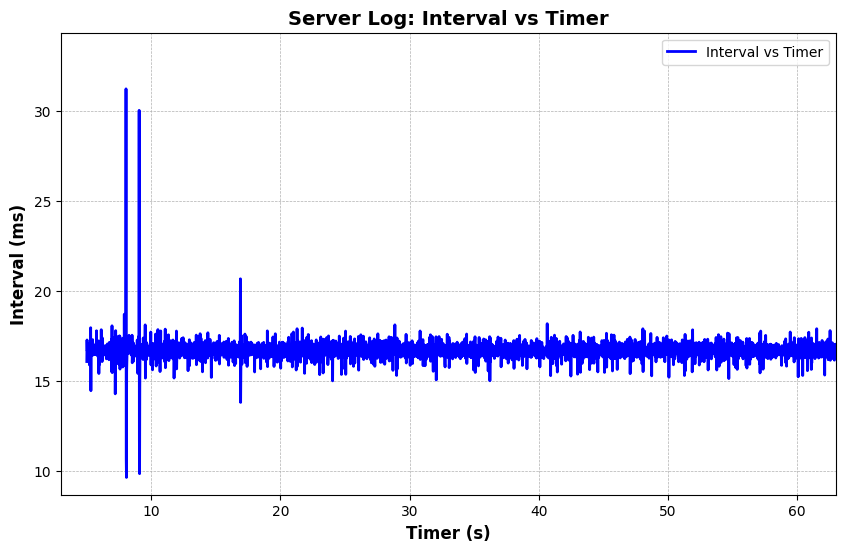 Server Log: Interval vs Timer
Interval vs Timer
Interval (ms)
30
25
20
15
10
10 20 30 40 50 60
Timer (s)